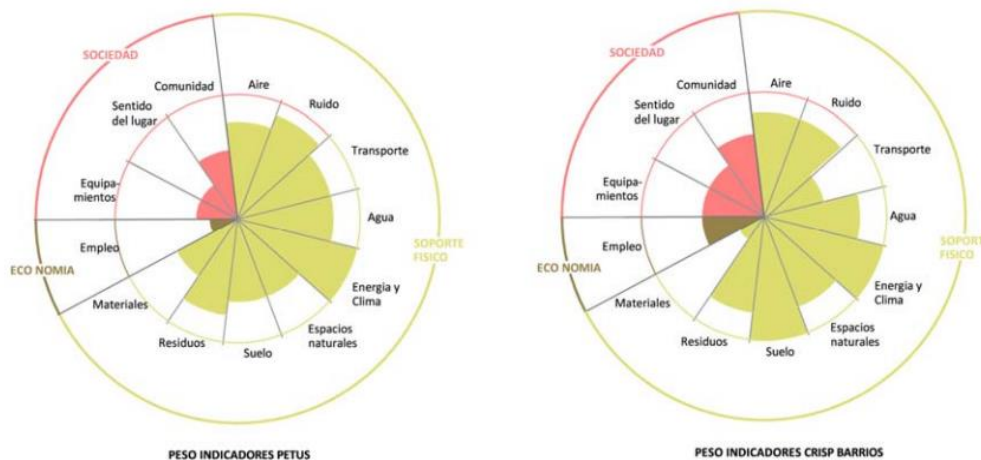 SOCIEDAD
Comunidad
Aire
Sentido
del lugar
Ruido
Transporte
Equipa-
mientos
Agua
Empleo
SOPORTE
FISICO
ECO NOMIA
Energia y
Clima
Materiales
Espacios
naturales
Residuos
Suelo
PESO INDICADORES PETUS
SOCIEDAD
Comunidad
Aire
Sentido
del lugar
Ruido
Transporte
Equipa-
mientos
Agua
Empleo
SOPORTE
FISICO
ECO NOMIA
Energia y
Clima
Materiales
Espacios
naturales
Residuos
Suelo
PESO INDICADORES CRISP BARRIOS